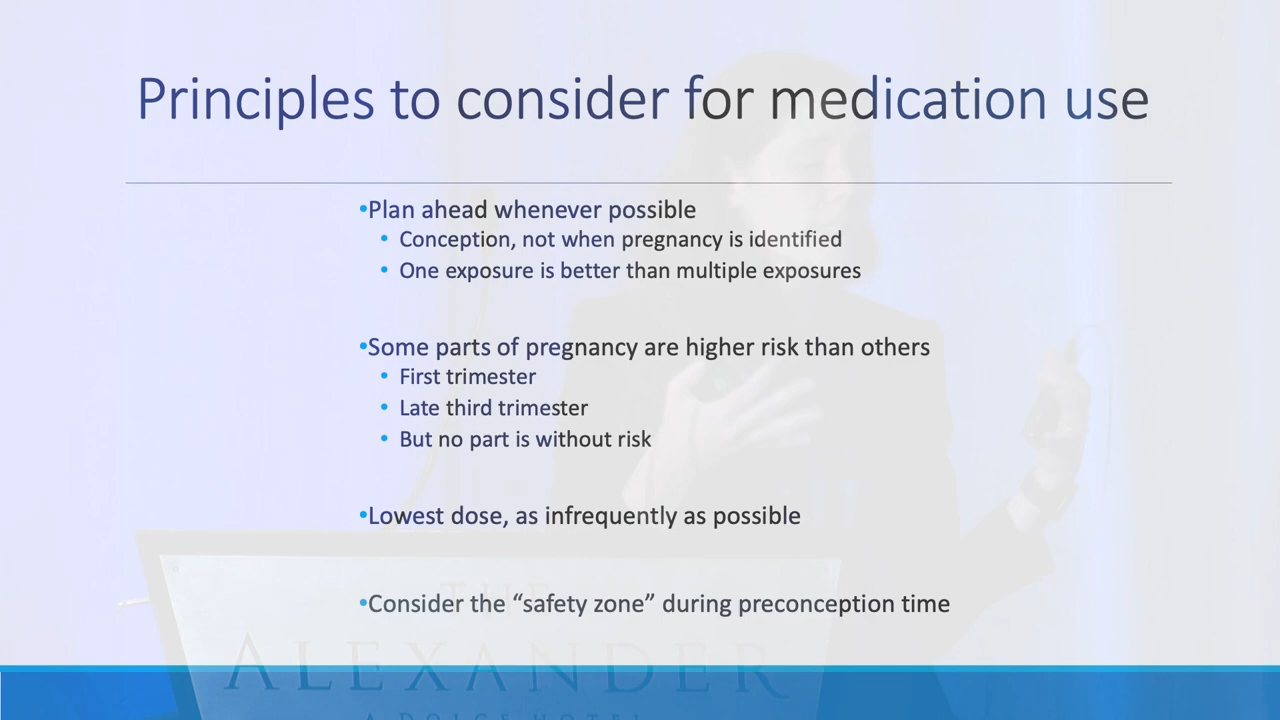 Principles to consider for medication use
•Plan ahead whenever possible
• Conception, not when pregnancy is identified
• One exposure is better than multiple exposures
•Some parts of pregnancy are higher risk than others
• First trimester
• Late third trimester
• But no part is without risk
•Lowest dose, as infrequently as possible
•Consider the “safety zone” during preconception time
THE
ALEXANDER
A DOLCE HOTEL